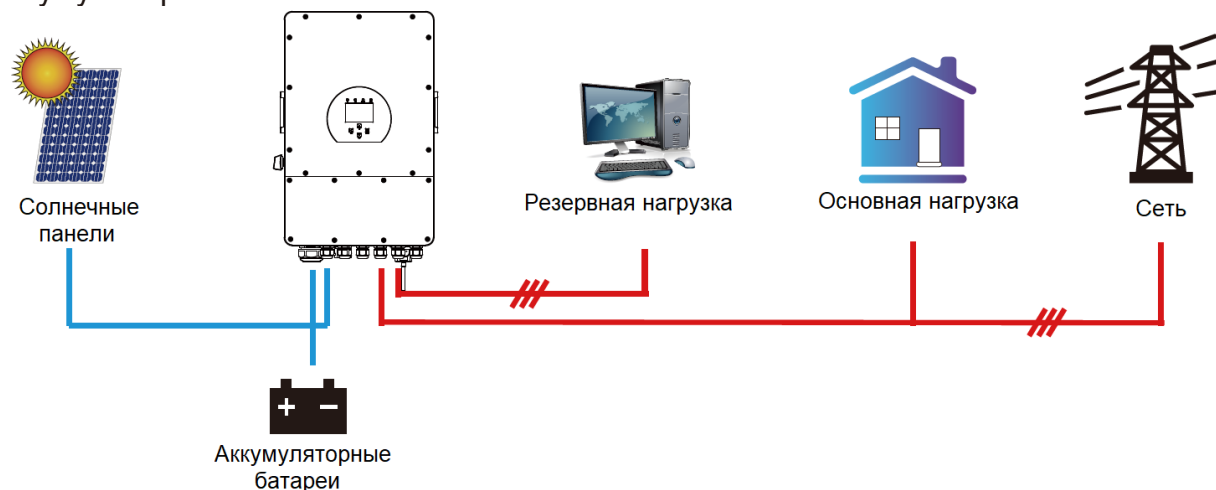 Солнечные
панели
Резервная нагрузка
Основная нагрузка
Сеть
Аккумуляторные
батареи